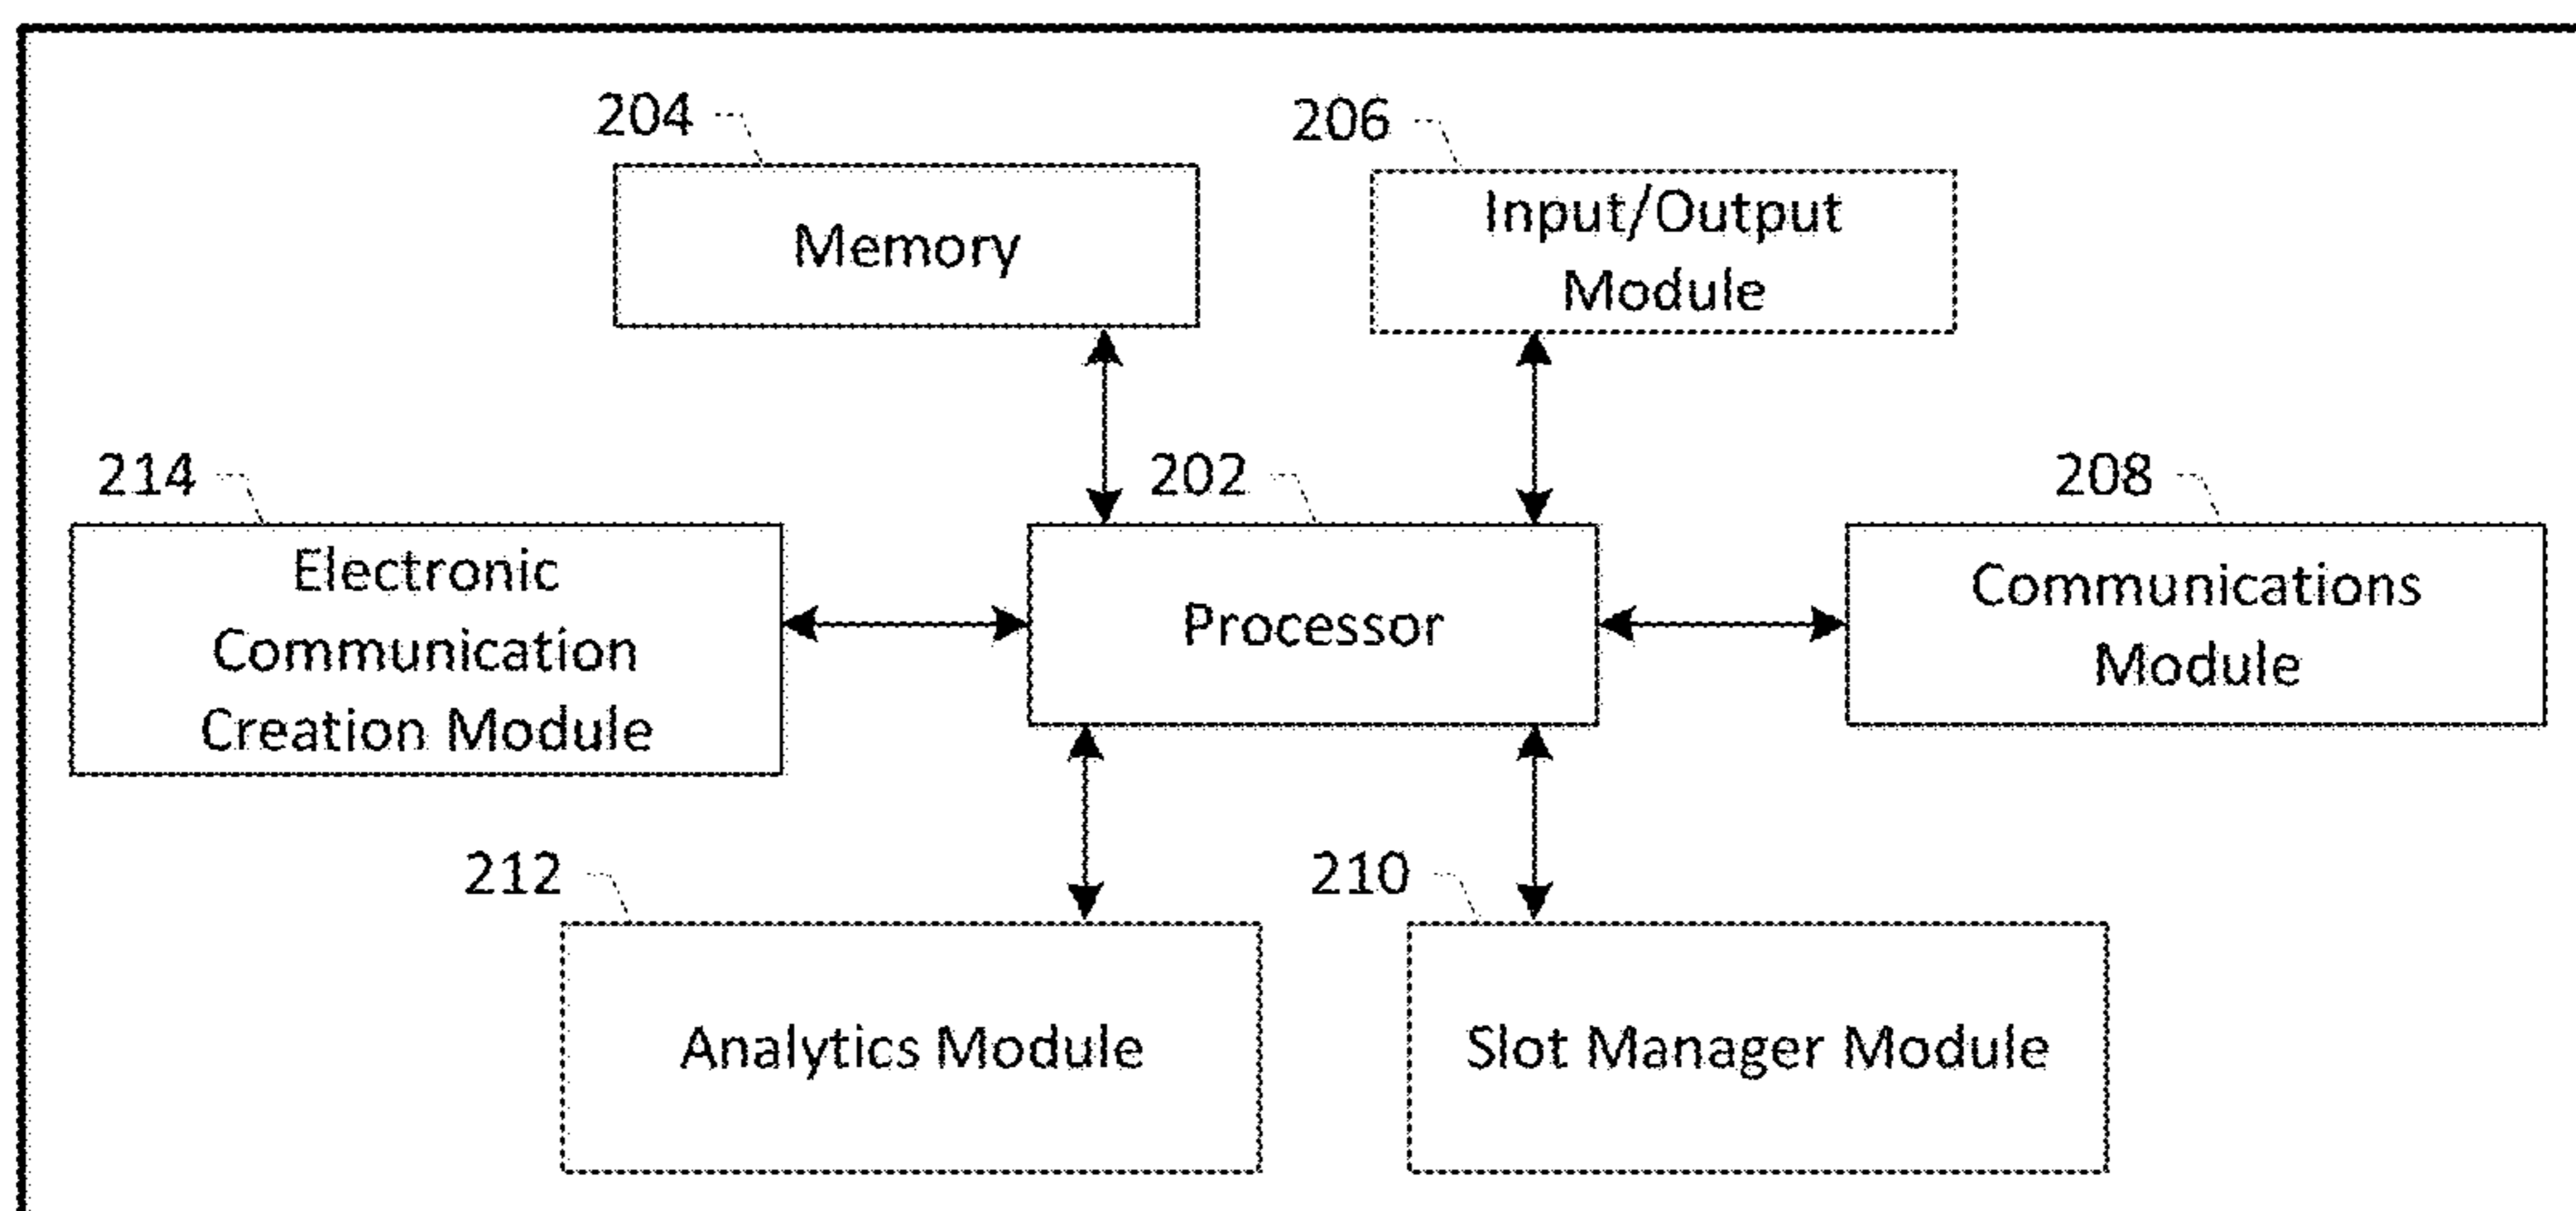 204
206
Memory
Input/Output
Module
214
202
208
Electronic
Communication
Creation Module
Processor
Communications
Module
212
210
Analytics Module
Slot Manager Module